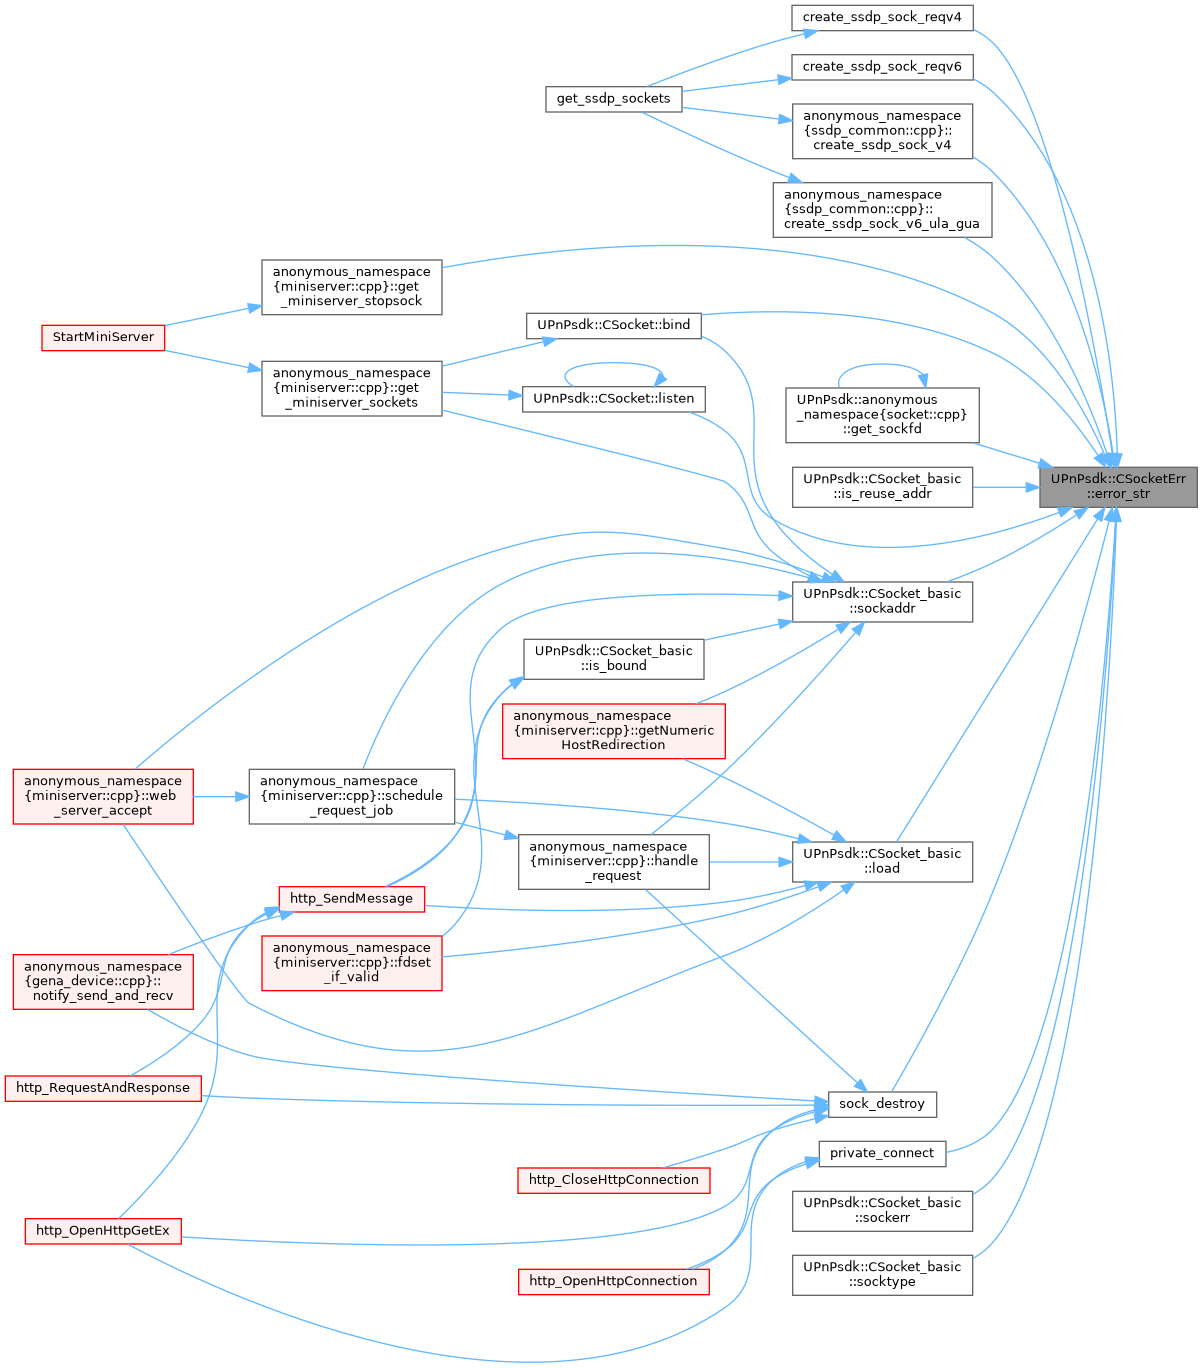 create_ssdp_sock_reqv4
create_ssdp_sock_reqv6
get_ssdp_sockets
anonymous_namespace
{ssdp_common::cpp}::
create_ssdp_sock_v4
anonymous_namespace
{ssdp_common::cpp}::
create_ssdp_sock_v6_ula_gua
anonymous_namespace
{miniserver::cpp}::get
_miniserver_stopsock
StartMiniServer
UPnPsdk::CSocket::bind
anonymous_namespace
{miniserver::cpp}::get
_miniserver_sockets
UPnPsdk::CSocket::listen
UPnPsdk::anonymous
_namespace{socket::cpp}
::get_sockfd
UPnPsdk::CSocket_basic
::is_reuse_addr
UPnPsdk::CSocketErr
::error_str
UPnPsdk::CSocket_basic
::sockaddr
UPnPsdk::CSocket_basic
::is_bound
anonymous_namespace
{miniserver::cpp}::getNumeric
HostRedirection
anonymous_namespace
{miniserver::cpp}::web
_server_accept
anonymous_namespace
{miniserver::cpp}::schedule
_request_job
anonymous_namespace
{miniserver::cpp}::handle
_request
UPnPsdk::CSocket_basic
::load
http_SendMessage
anonymous_namespace
{miniserver::cpp}::fdset
_if_valid
anonymous_namespace
{gena_device::cpp}::
notify_send_and_recv
http_RequestAndResponse
sock_destroy
private_connect
http_CloseHttpConnection
UPnPsdk::CSocket_basic
::sockerr
http_OpenHttpGetEx
http_OpenHttpConnection
UPnPsdk::CSocket_basic
::socktype